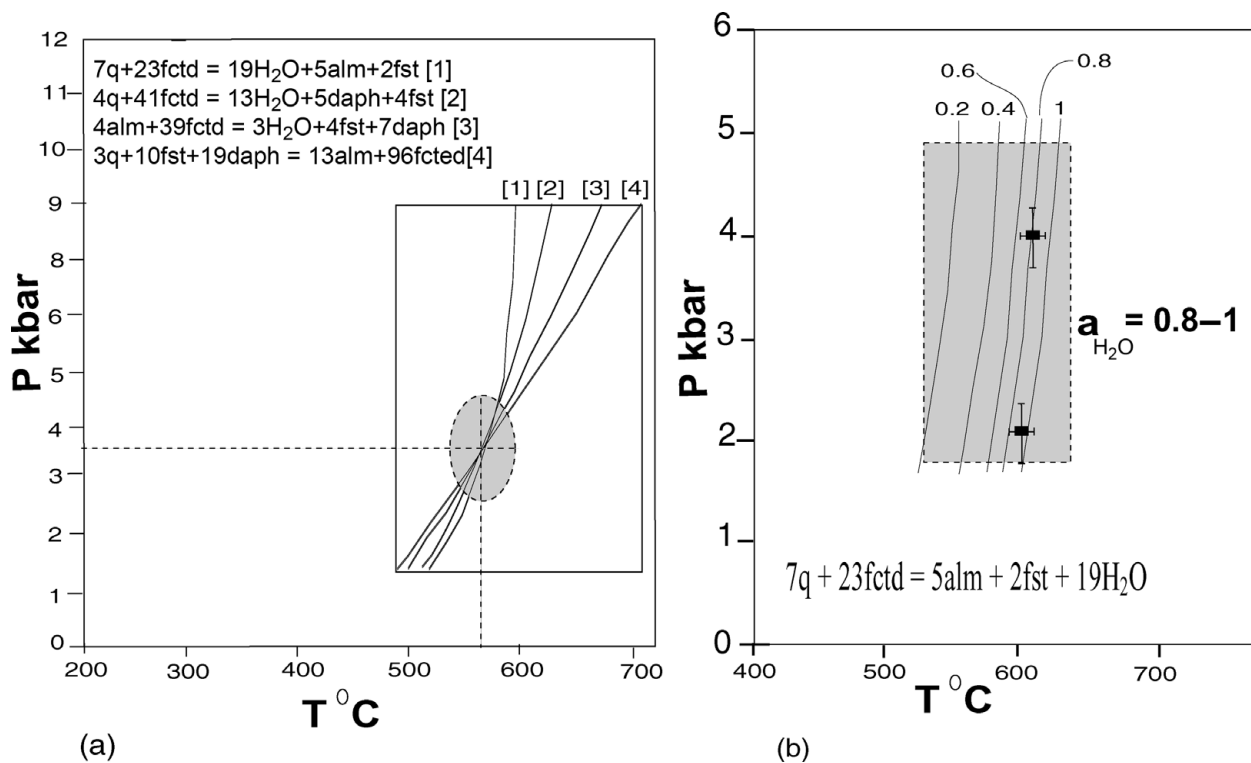 12
11
10
9
8
6
5
4
3
2
1
0
P kbar
7q+23fctd = 19H₂O+5alm+2fst [1]
4q+41fctd = 13H₂O+5daph+4fst [2]
4alm+39fctd = 3H₂O+4fst+7daph [3]
3q+10fst+19daph = 13alm+96fcted[4]
[1] [2] [3] [4]
200 300 400 500 600 700
T °C
(a)
6
5
4
3
2
1
0
P kbar
0.6 0.8
0.2 0.4 1
a H₂O = 0.8–1
7q + 23fctd = 5alm + 2fst + 19H₂O
400 500 600 700
T °C
(b)